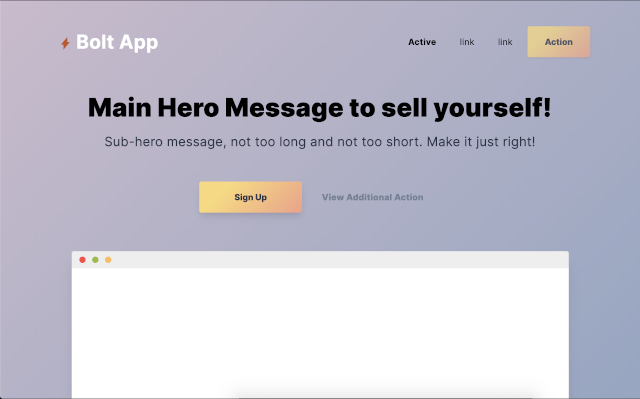 Bolt App
Active link link Action
Main Hero Message to sell yourself!
Sub-hero message, not too long and not too short. Make it just right!
Sign Up View Additional Action